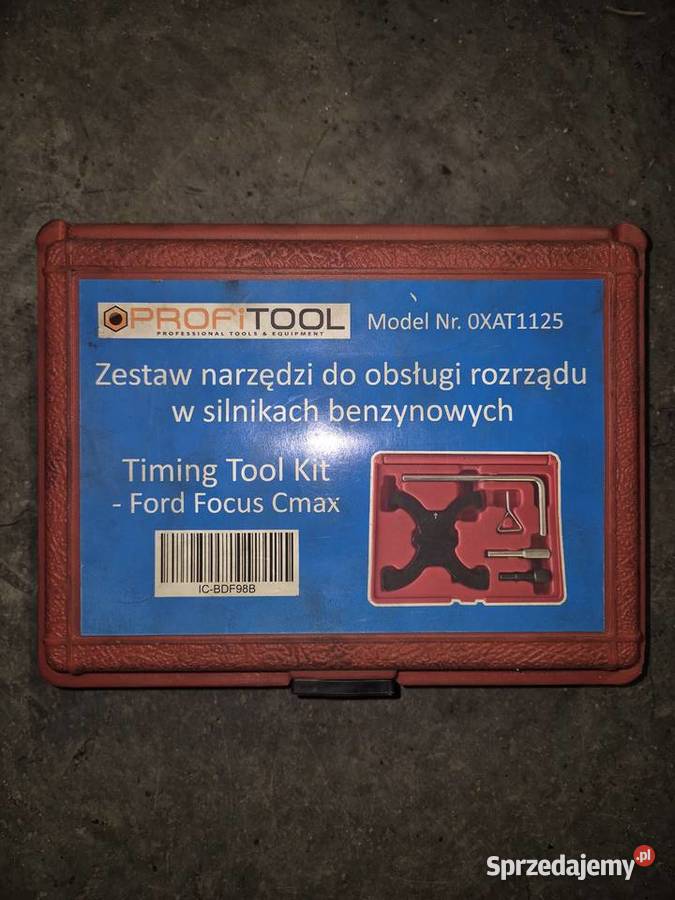 PROFiTOOL
PROFESSIONAL TOOLS & EQUIPMENT
Model Nr. 0XAT1125
Zestaw narzędzi do obsługi rozrządu
w silnikach benzynowych
Timing Tool Kit
- Ford Focus Cmax
IC-BDF98B
Sprzedajemy.pl